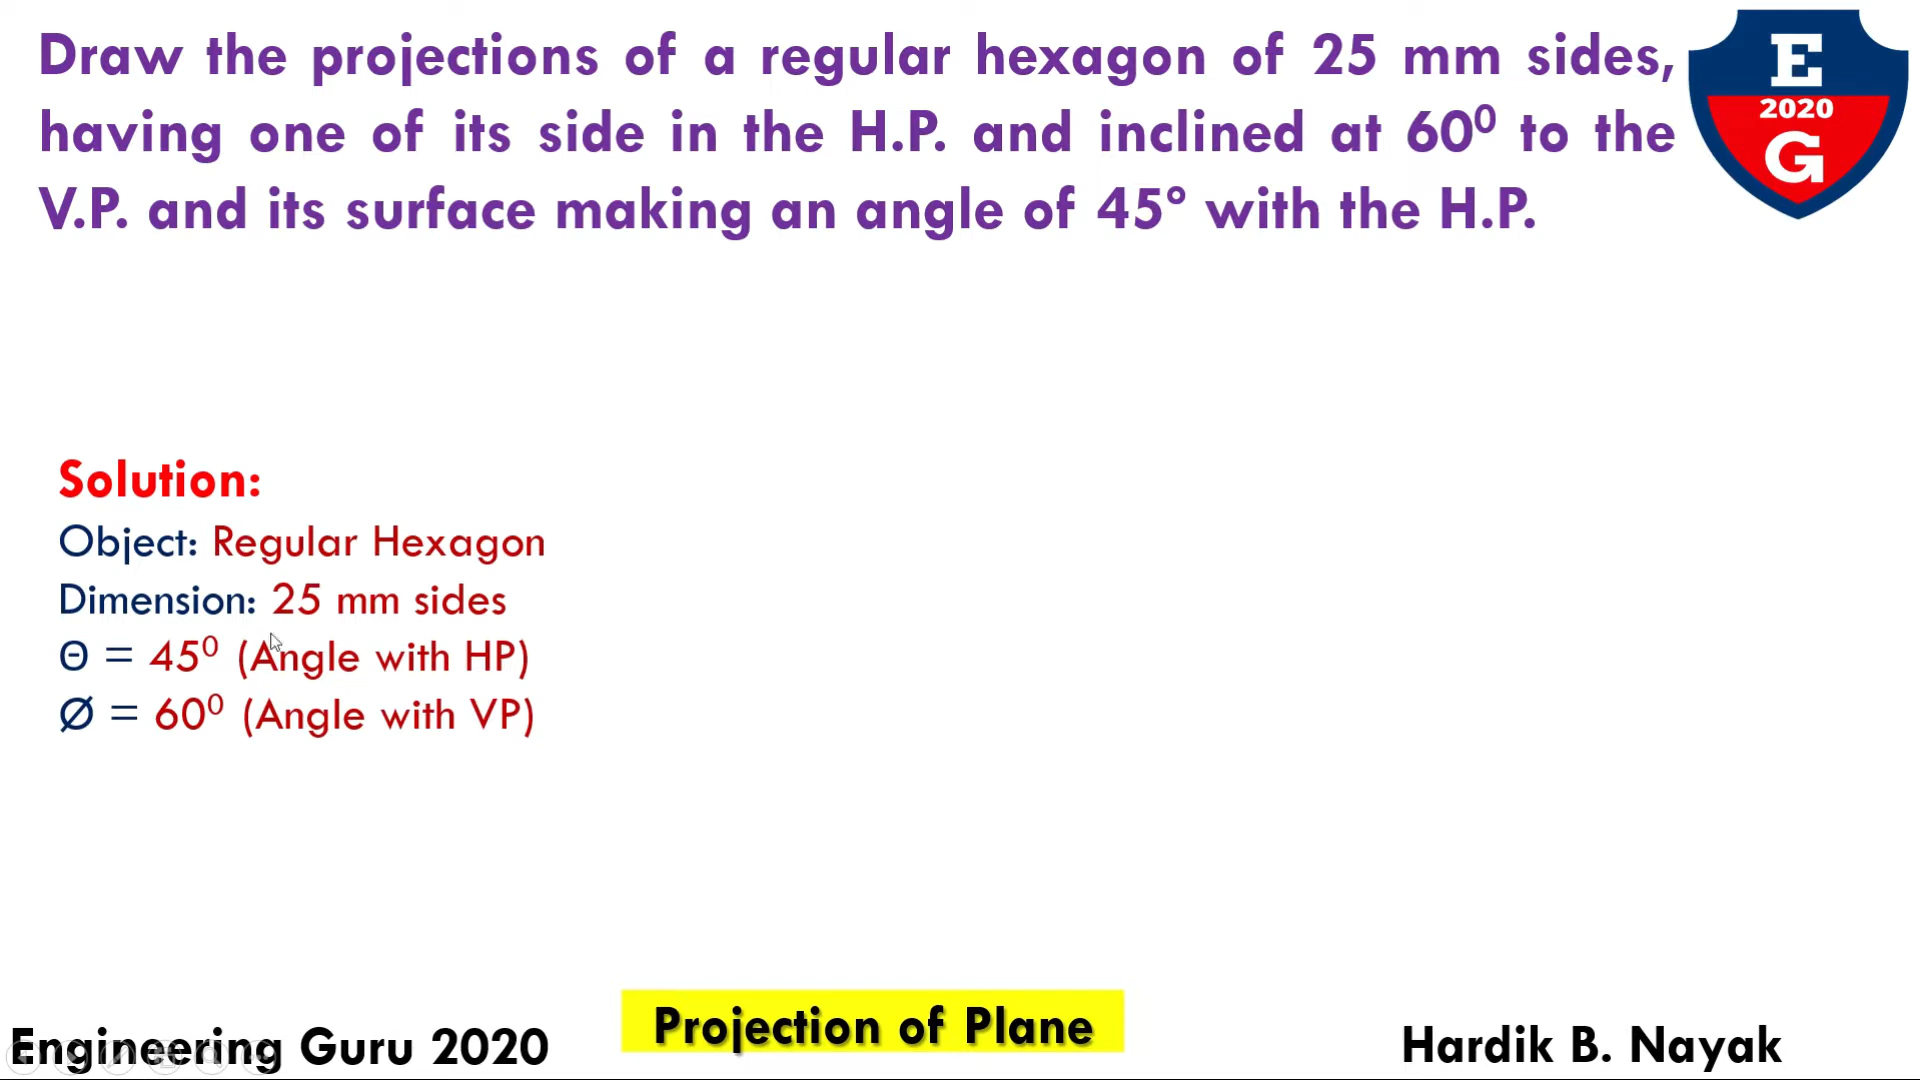 Draw the projections of a regular hexagon of 25 mm sides,
having one of its side in the H.P. and inclined at 60⁰ to the
V.P. and its surface making an angle of 45° with the H.P.
E
2020
G
Solution:
Object: Regular Hexagon
Dimension: 25 mm sides
Θ = 45⁰ (Angle with HP)
Ø = 60⁰ (Angle with VP)
Engineering Guru 2020
Projection of Plane
Hardik B. Nayak